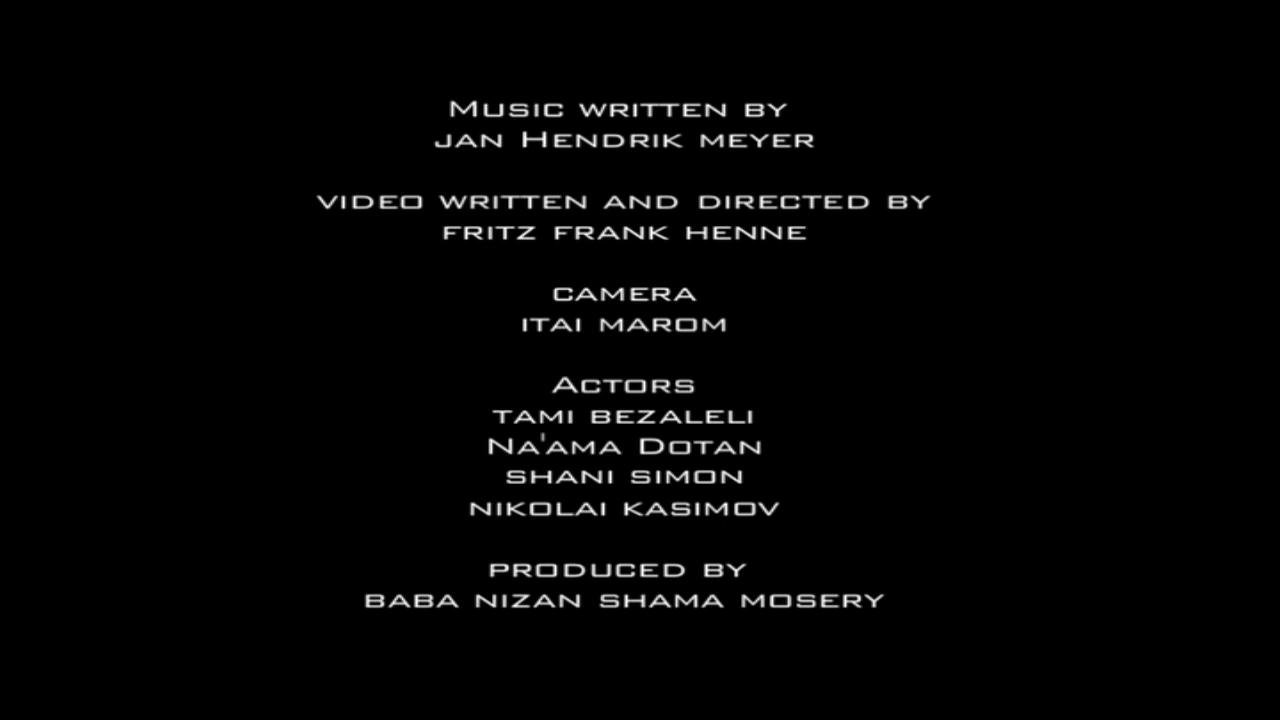 Music written by
Jan Hendrik Meyer
video written and directed by
Fritz Frank Henne
camera
Itai Marom
Actors
Tami Bezaleli
Na'ama Dotan
Shani Simon
Nikolai Kasimov
produced by
Baba Nizan Shama Mosery